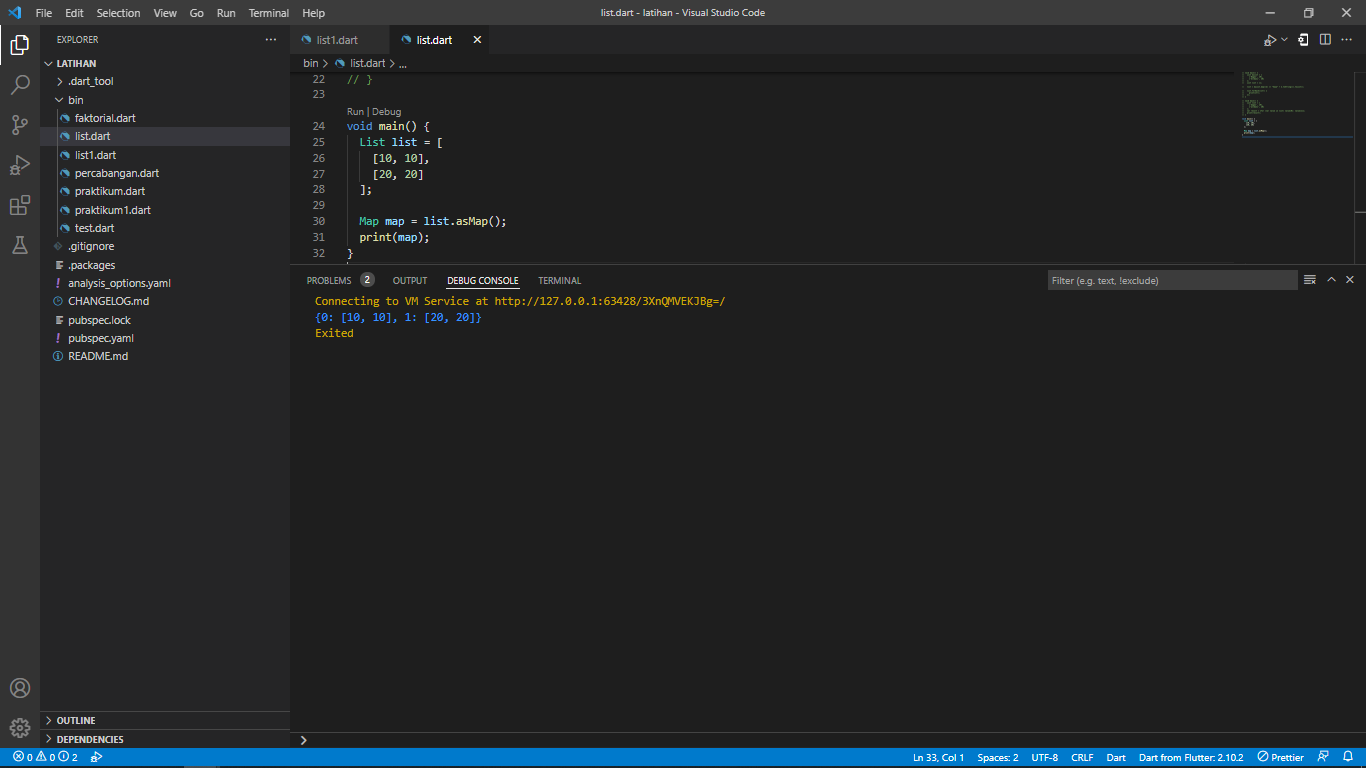 File Edit Selection View Go Run Terminal Help
list.dart - latihan - Visual Studio Code
EXPLORER
LATIHAN
.dart_tool
bin
faktorial.dart
list.dart
list1.dart
percabangan.dart
praktikum.dart
praktikum1.dart
test.dart
.gitignore
.packages
analysis_options.yaml
CHANGELOG.md
pubspec.lock
pubspec.yaml
README.md
OUTLINE
DEPENDENCIES
list1.dart
list.dart
bin > list.dart > ...
22 // }
23
Run | Debug
24 void main() {
25 List list = [
26 [10, 10],
27 [20, 20]
28 ];
29
30 Map map = list.asMap();
31 print(map);
32 }
PROBLEMS 2 OUTPUT DEBUG CONSOLE TERMINAL
Filter (e.g. text, !exclude)
Connecting to VM Service at http://127.0.0.1:63428/3XnQMVEKJBg=/
{0: [10, 10], 1: [20, 20]}
Exited
0 0 2
Ln 33, Col 1 Spaces: 2 UTF-8 CRLF Dart Dart from Flutter: 2.10.2 Prettier